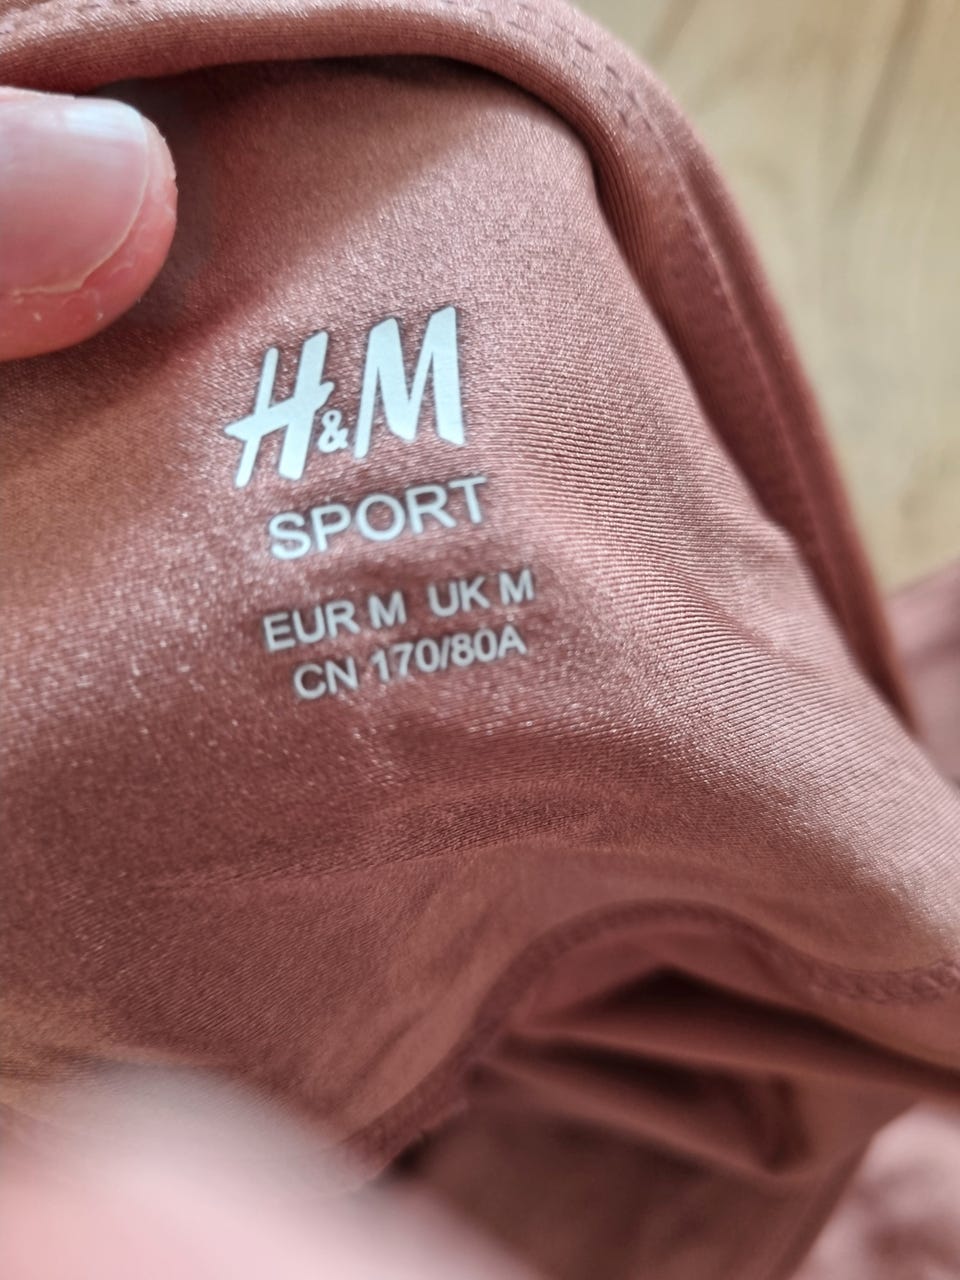 H&M
SPORT
EUR M UK M
CN 170/80A